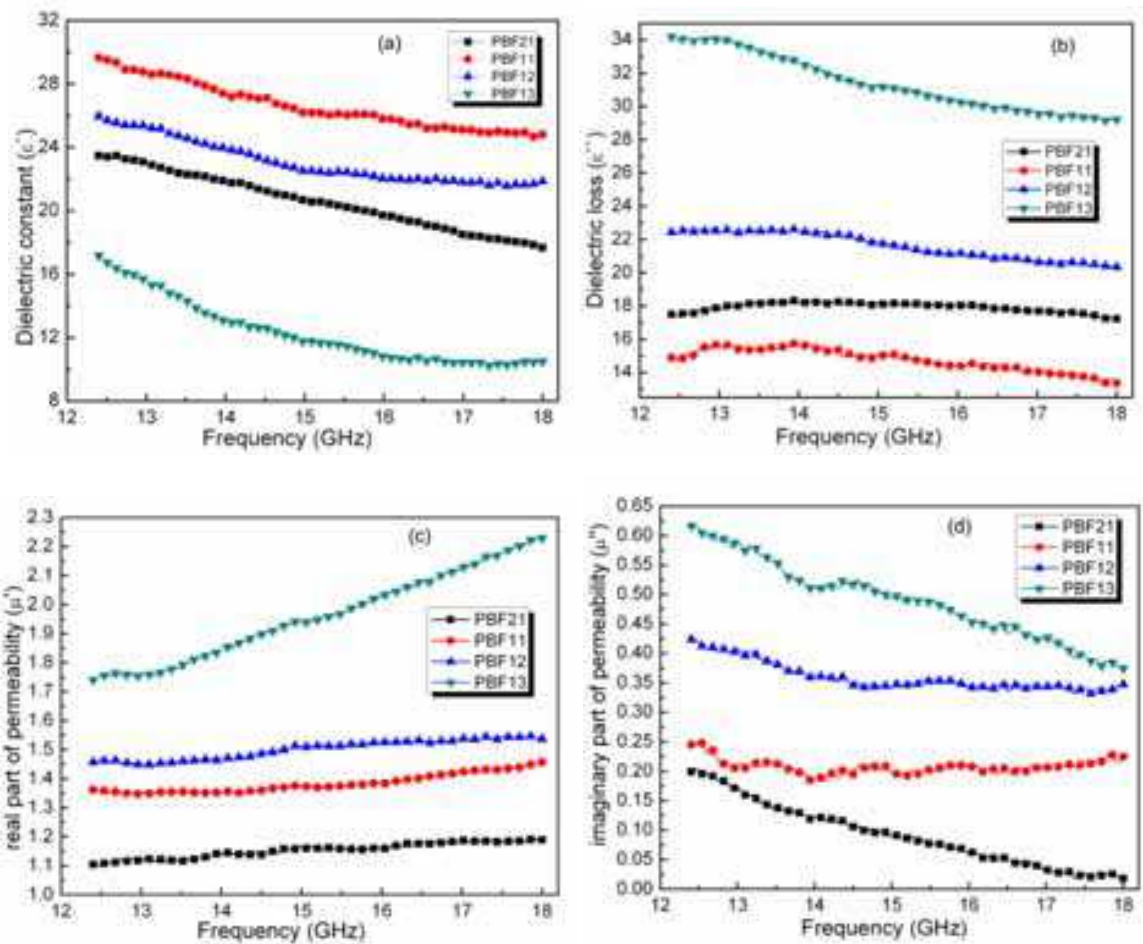 (a)
PBF21
PBF11
PBF12
PBF13
Dielectric constant (ε')
32
28
24
20
16
12
8
12 13 14 15 16 17 18
Frequency (GHz)
(b)
PBF21
PBF11
PBF12
PBF13
Dielectric loss (ε'')
34
32
30
28
24
22
20
18
16
14
12 13 14 15 16 17 18
Frequency (GHz)
(c)
PBF21
PBF11
PBF12
PBF13
real part of permeability (μ')
2.3
2.2
2.1
2.0
1.9
1.8
1.7
1.6
1.5
1.4
1.3
1.2
1.1
1.0
12 13 14 15 16 17 18
Frequency (GHz)
(d)
PBF21
PBF11
PBF12
PBF13
imaginary part of permeability (μ'')
0.65
0.60
0.55
0.50
0.45
0.40
0.35
0.30
0.25
0.20
0.15
0.10
0.05
0.00
12 13 14 15 16 17 18
Frequency (GHz)